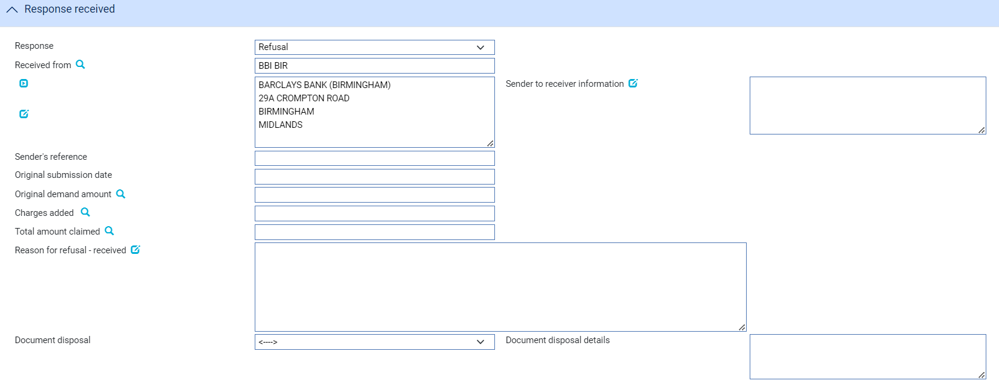 Response received
Response
Refusal
Received from
BBI BIR
BARCLAYS BANK (BIRMINGHAM)
29A CROMPTON ROAD
BIRMINGHAM
MIDLANDS
Sender to receiver information
Sender's reference
Original submission date
Original demand amount
Charges added
Total amount claimed
Reason for refusal - received
Document disposal
<---->
Document disposal details